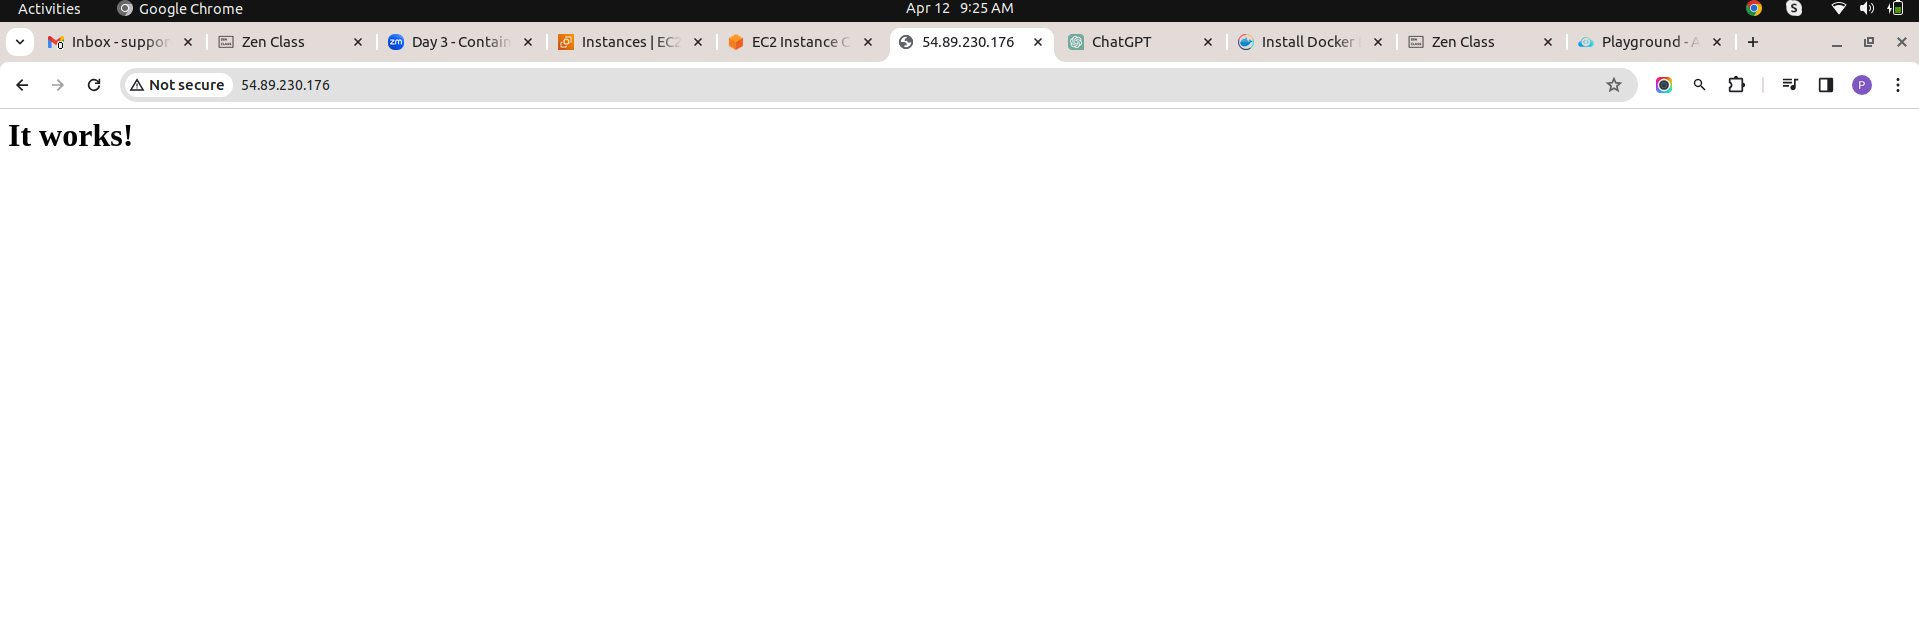 Activities Google Chrome Apr 12 9:25 AM
Inbox - suppor Zen Class Day 3 - Contain Instances | EC2 EC2 Instance C 54.89.230.176 ChatGPT Install Docker Zen Class Playground - A
Not secure 54.89.230.176 P
It works!